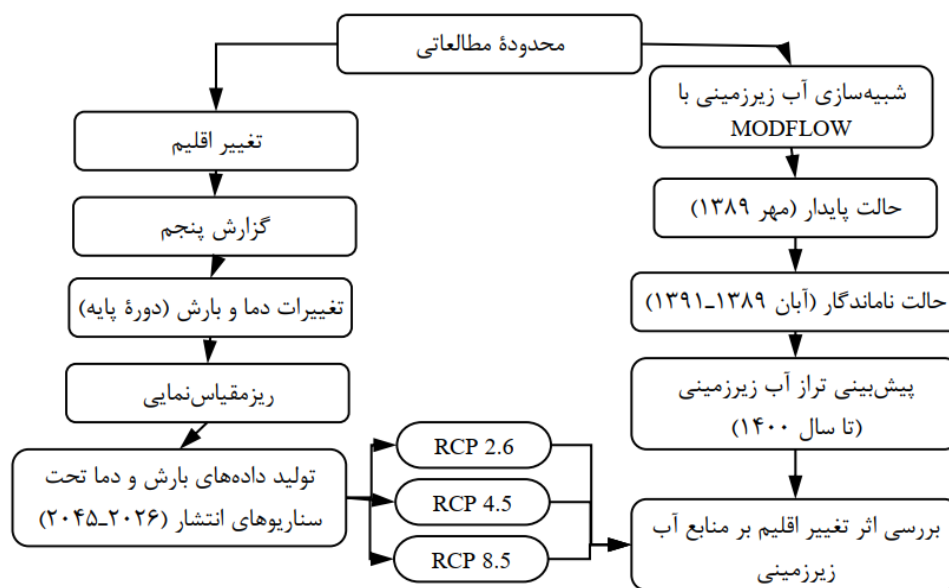 محدودهٔ مطالعاتی
شبیه‌سازی آب زیرزمینی با
MODFLOW
حالت پایدار (مهر ۱۳۸۹)
حالت ناماندگار (آبان ۱۳۸۹ـ۱۳۹۱)
پیش‌بینی تراز آب زیرزمینی
(تا سال ۱۴۰۰)
بررسی اثر تغییر اقلیم بر منابع آب
زیرزمینی
تغییر اقلیم
گزارش پنجم
تغییرات دما و بارش (دورهٔ پایه)
ریزمقیاس‌نمایی
تولید داده‌های بارش و دما تحت
سناریوهای انتشار (۲۰۲۶ـ۲۰۴۵)
RCP 2.6
RCP 4.5
RCP 8.5